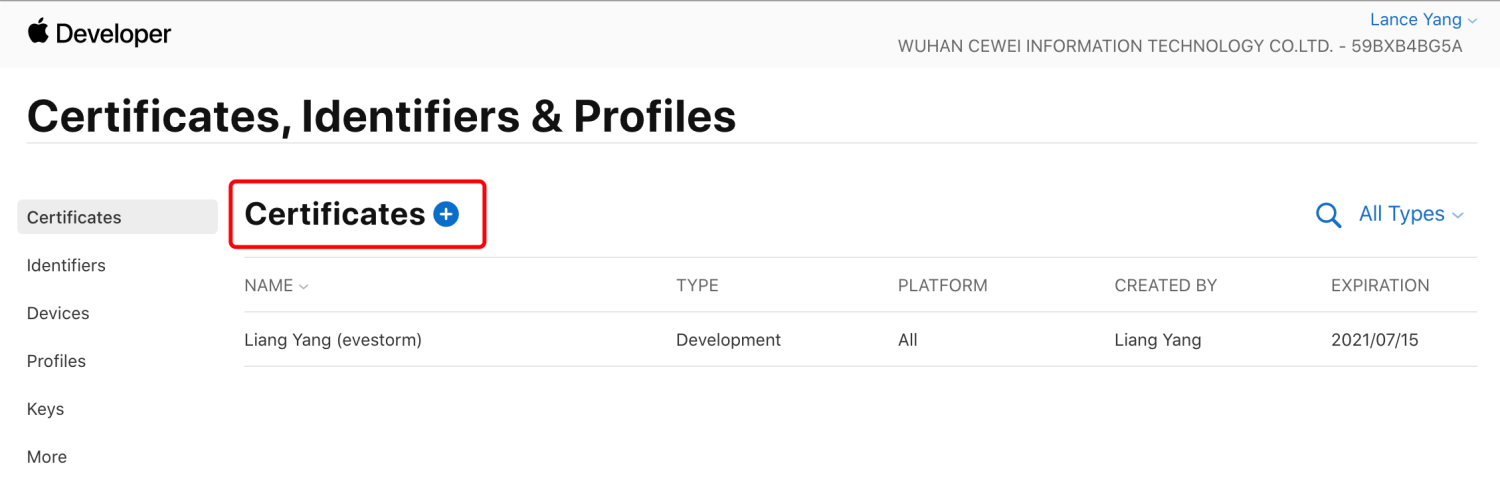 Developer
Lance Yang
WUHAN CEWEI INFORMATION TECHNOLOGY CO.LTD. - 59BXB4BG5A
Certificates, Identifiers & Profiles
Certificates
Identifiers
Devices
Profiles
Keys
More
Certificates
All Types
NAME TYPE PLATFORM CREATED BY EXPIRATION
Liang Yang (evestorm) Development All Liang Yang 2021/07/15